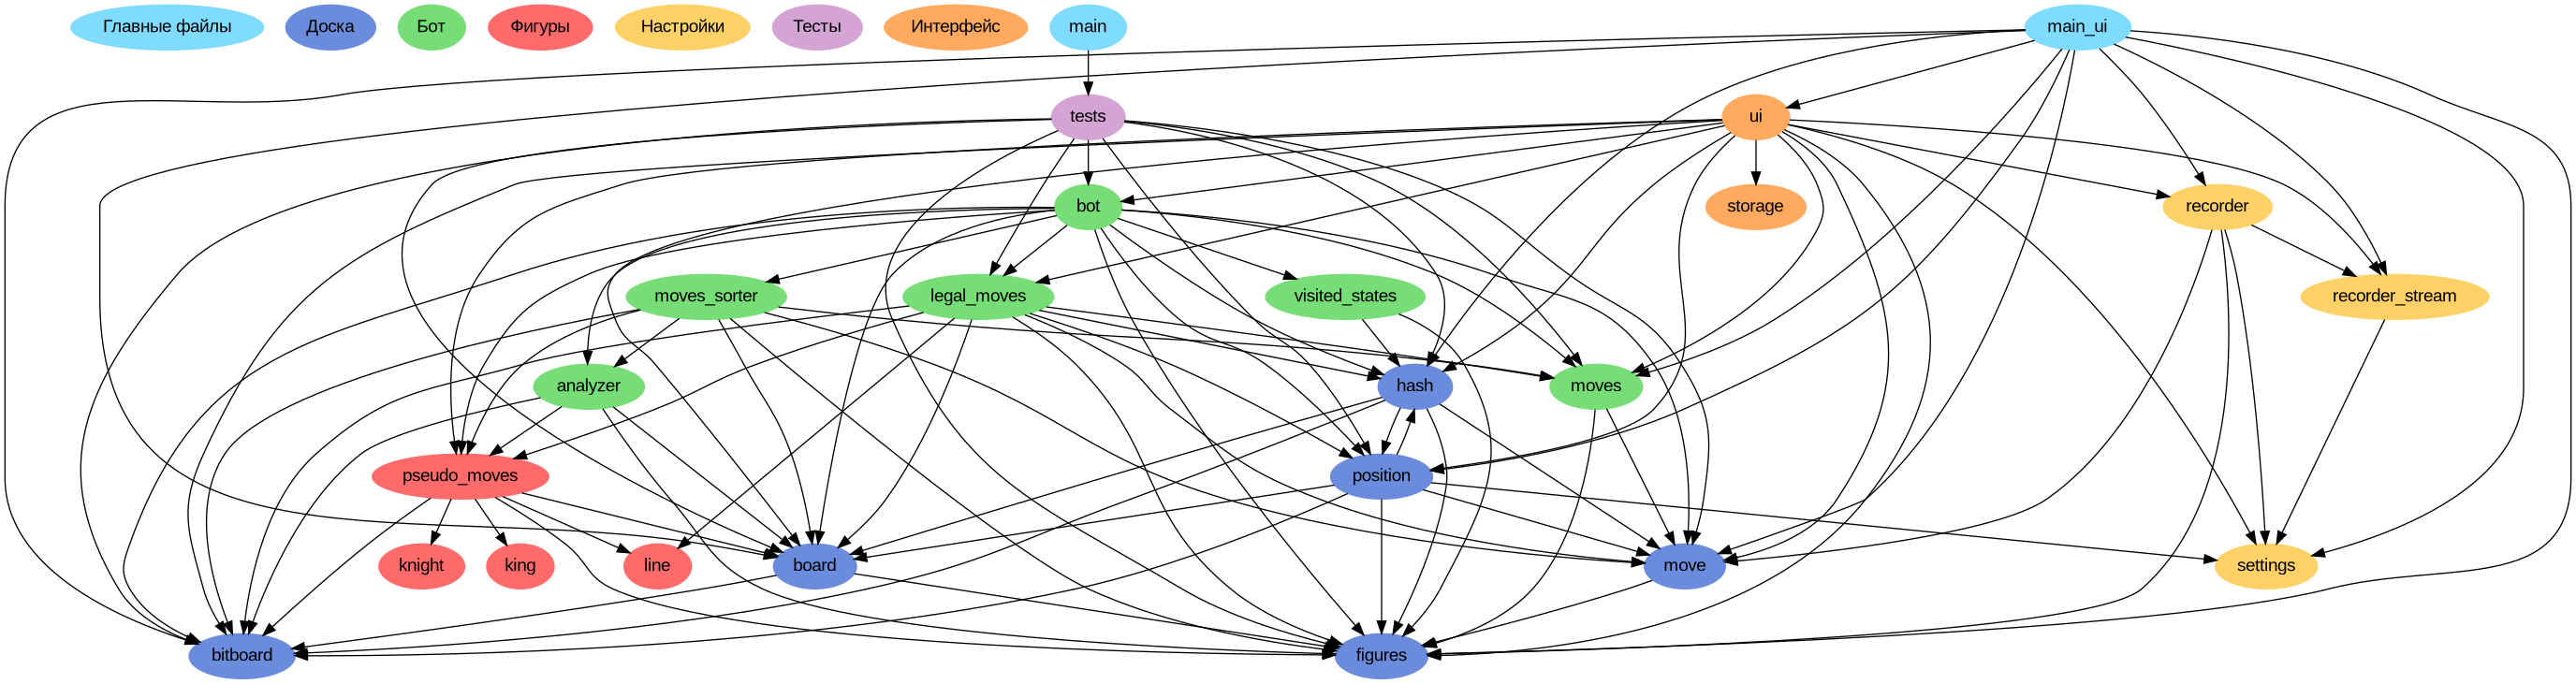 Главные файлы
Доска
Бот
Фигуры
Настройки
Тесты
Интерфейс
main
main_ui
tests
ui
bot
storage
recorder
moves_sorter
legal_moves
visited_states
recorder_stream
analyzer
hash
moves
pseudo_moves
position
knight
king
line
board
move
settings
bitboard
figures